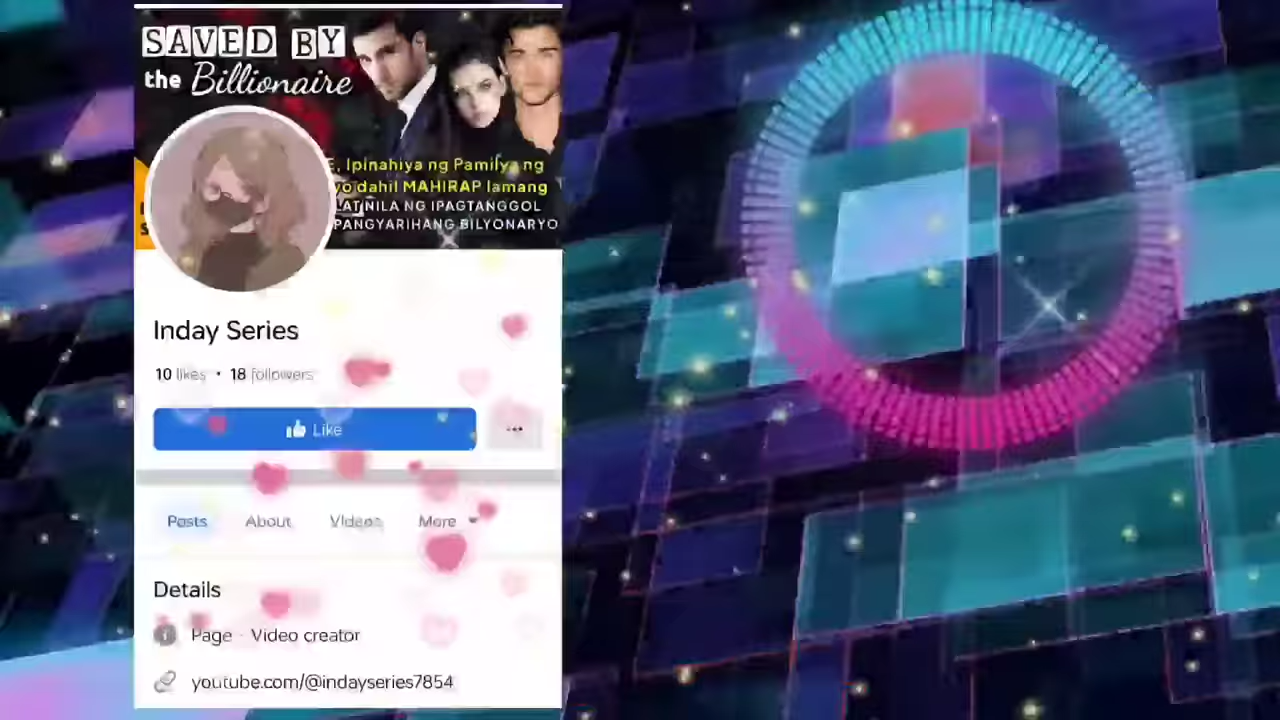 SAVED BY
the Billionaire
E, Ipinahiya ng Pamilya ng
yo dahil MAHIRAP lamang
NILA NG IPAGTANGGOL
PANGYARIHANG BILYONARYO
Inday Series
10 likes • 18 followers
Like
Posts About Videos More
Details
Page · Video creator
youtube.com/@indayseries7854